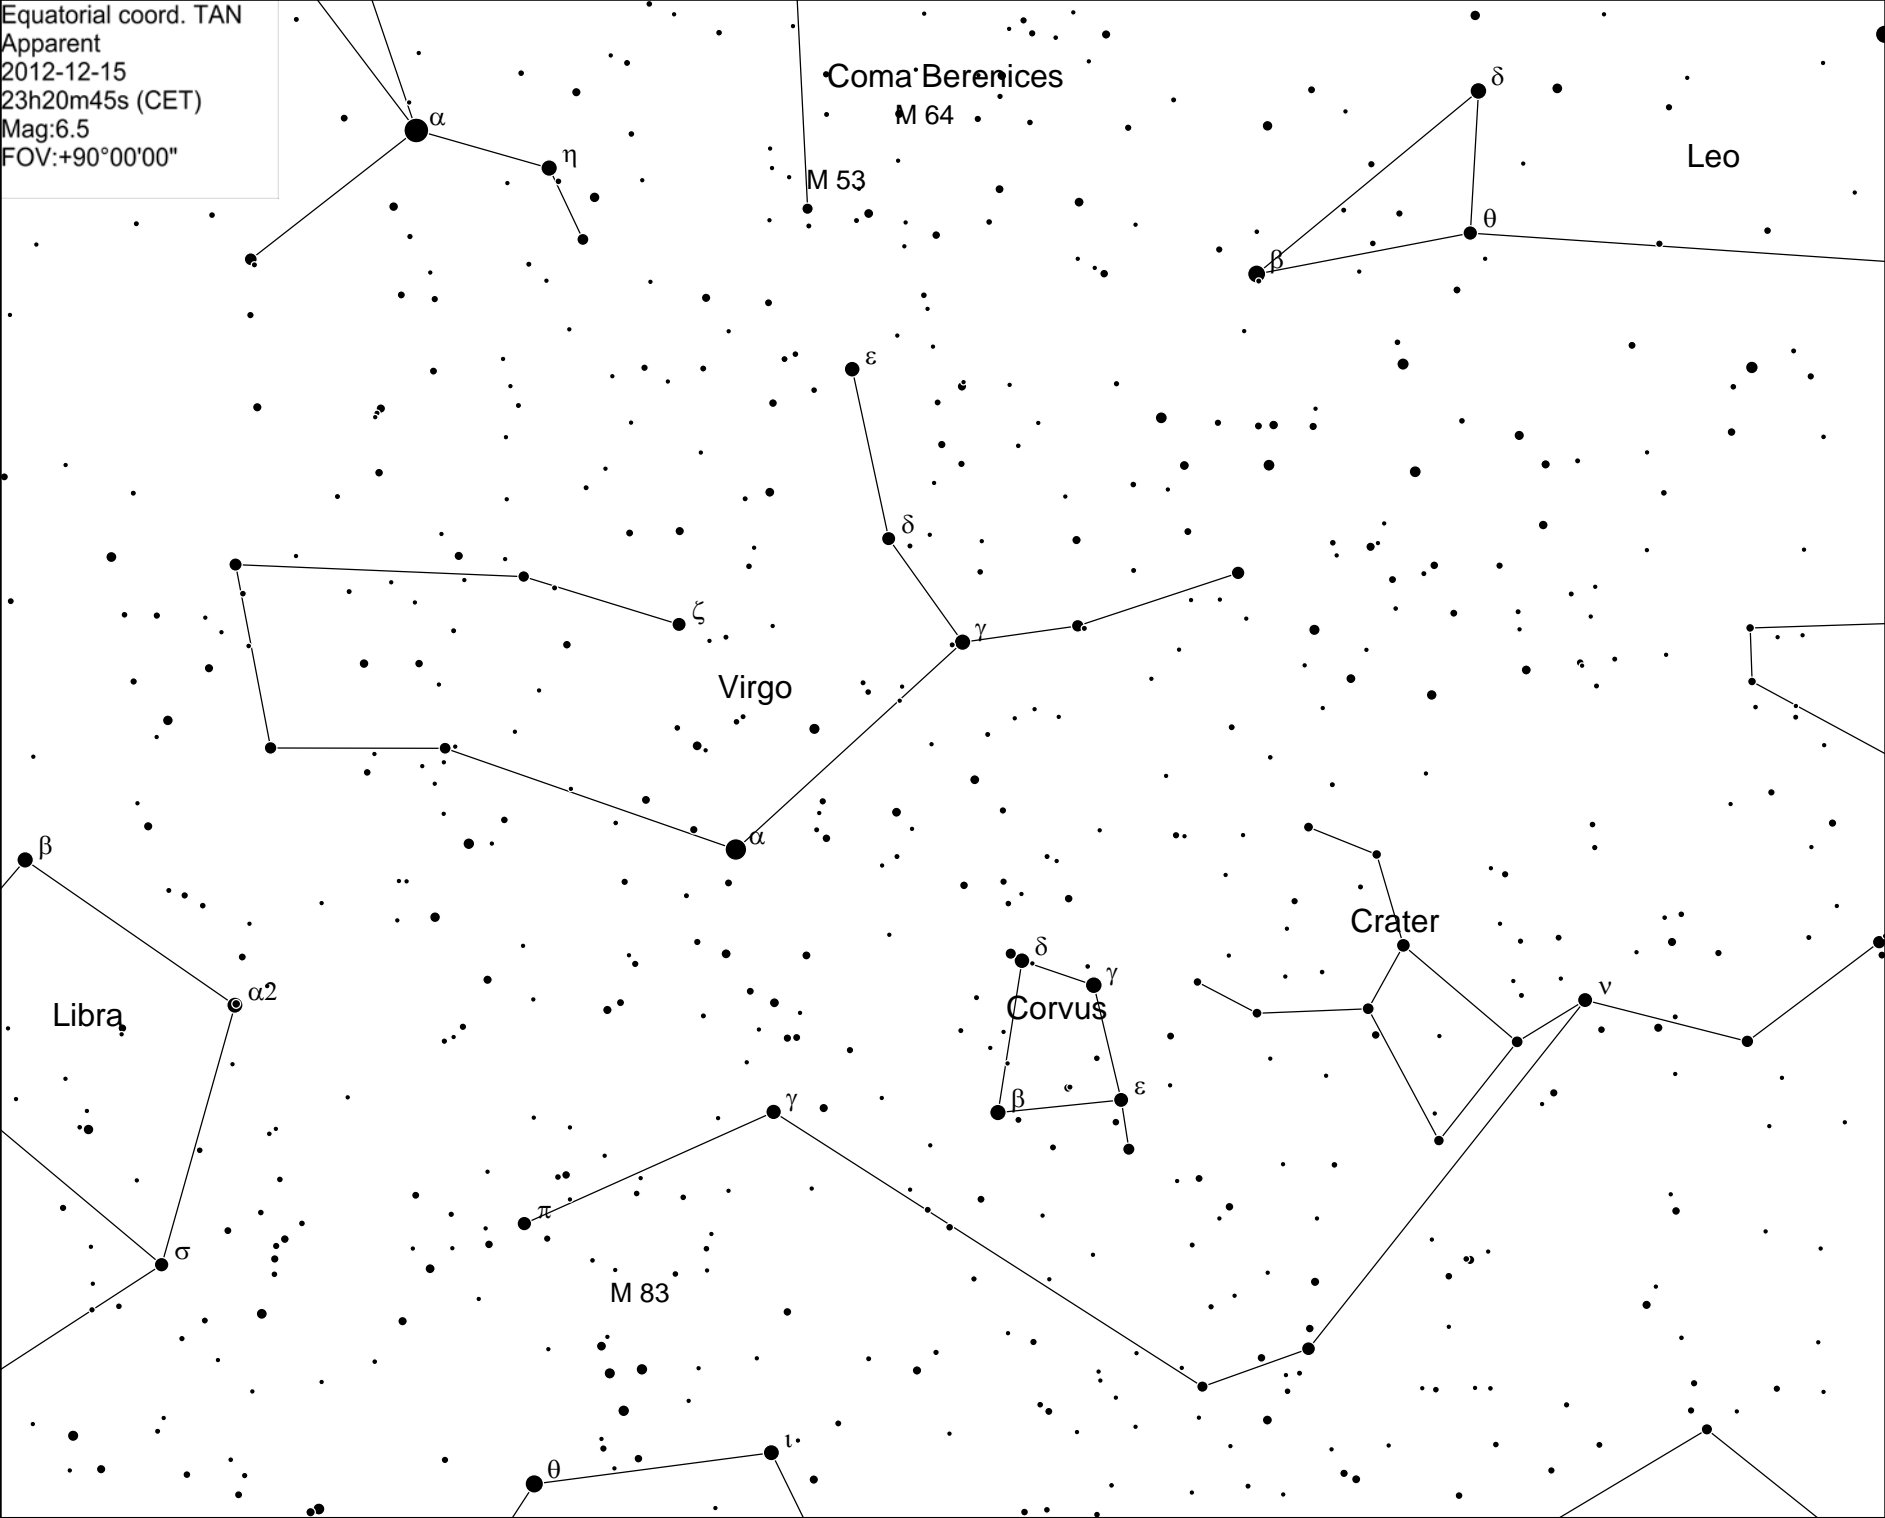 Equatorial coord. TAN
Apparent
2012-12-15
23h20m45s (CET)
Mag:6.5
FOV:+90°00'00"
Coma Berenices
δ
M 64
α
η
Leo
M 53
θ
β
ε
δ
ζ
γ
Virgo
α
β
Crater
δ
γ
α2
ν
Libra
Corvus
β
ε
γ
π
σ
M 83
ι
θ